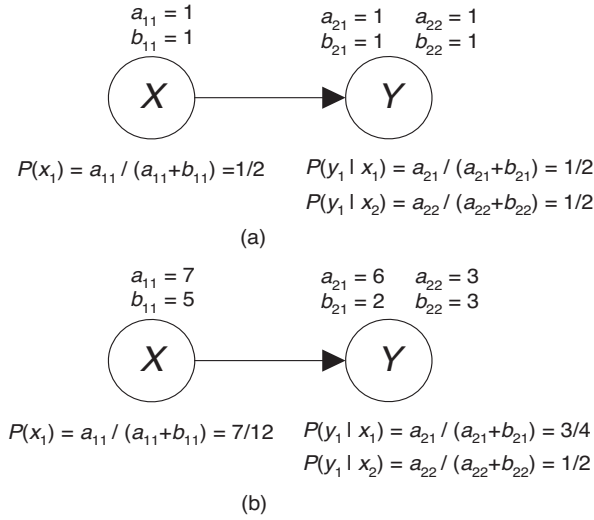 a₁₁ = 1
b₁₁ = 1
a₂₁ = 1 a₂₂ = 1
b₂₁ = 1 b₂₂ = 1
X
Y
P(x₁) = a₁₁ / (a₁₁+b₁₁) =1/2
P(y₁ | x₁) = a₂₁ / (a₂₁+b₂₁) = 1/2
P(y₁ | x₂) = a₂₂ / (a₂₂+b₂₂) = 1/2
(a)
a₁₁ = 7
b₁₁ = 5
a₂₁ = 6 a₂₂ = 3
b₂₁ = 2 b₂₂ = 3
X
Y
P(x₁) = a₁₁ / (a₁₁+b₁₁) = 7/12
P(y₁ | x₁) = a₂₁ / (a₂₁+b₂₁) = 3/4
P(y₁ | x₂) = a₂₂ / (a₂₂+b₂₂) = 1/2
(b)